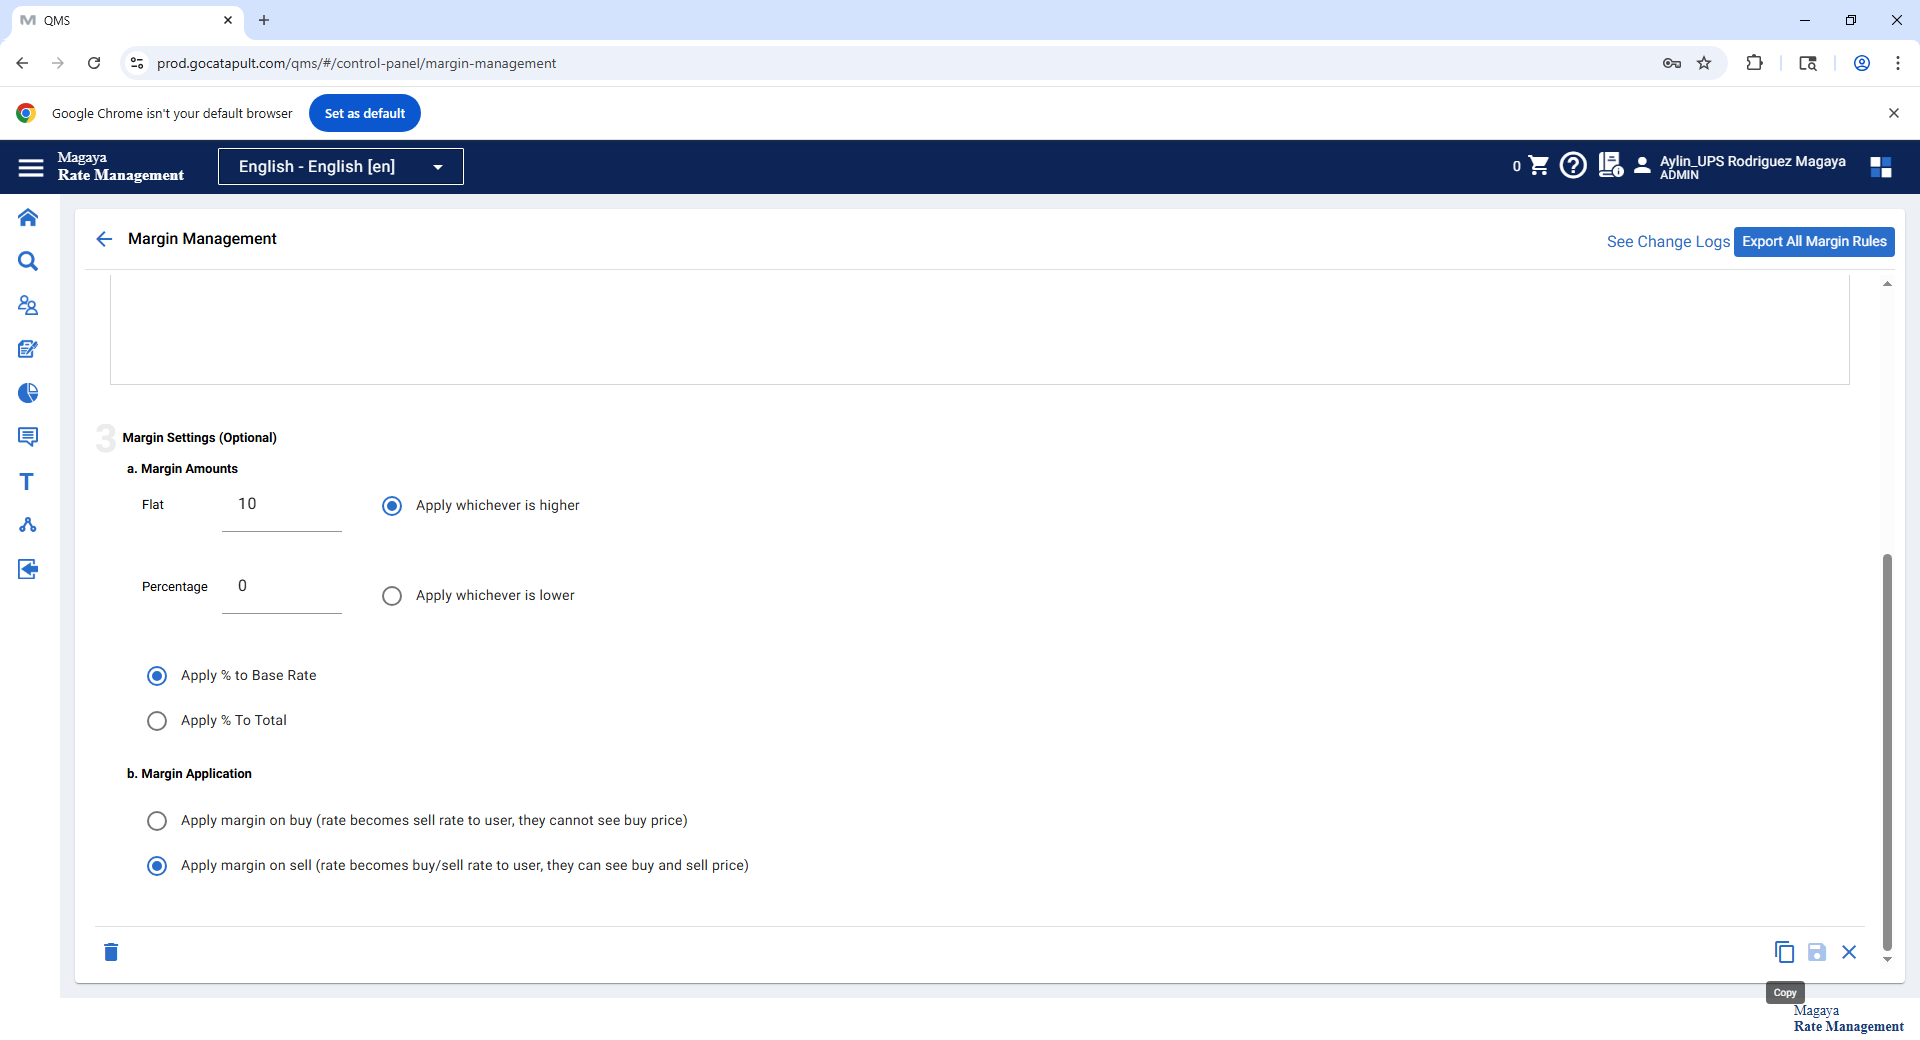 QMS
prod.gocatapult.com/qms/#/control-panel/margin-management
Google Chrome isn't your default browser
Set as default
Magaya
Rate Management
English - English [en]
0
Aylin_UPS Rodriguez Magaya
ADMIN
Margin Management
See Change Logs
Export All Margin Rules
3
Margin Settings (Optional)
a. Margin Amounts
Flat
10
Apply whichever is higher
Percentage
0
Apply whichever is lower
Apply % to Base Rate
Apply % To Total
b. Margin Application
Apply margin on buy (rate becomes sell rate to user, they cannot see buy price)
Apply margin on sell (rate becomes buy/sell rate to user, they can see buy and sell price)
Copy
Magaya
Rate Management